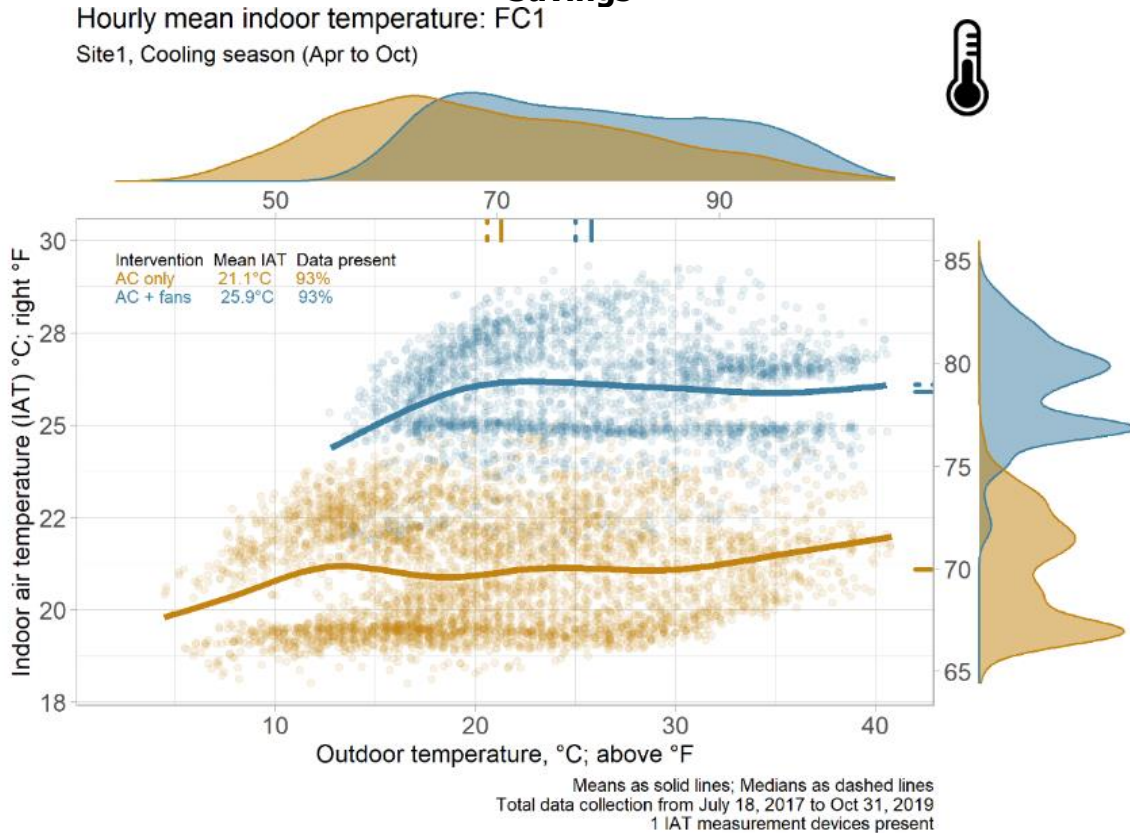 Savings
Hourly mean indoor temperature: FC1
Site1, Cooling season (Apr to Oct)
50 70 90
Indoor air temperature (IAT) °C; right °F
30
28
25
22
20
18
Intervention Mean IAT Data present
AC only 21.1°C 93%
AC + fans 25.9°C 93%
85
80
75
70
65
10 20 30 40
Outdoor temperature, °C; above °F
Means as solid lines; Medians as dashed lines
Total data collection from July 18, 2017 to Oct 31, 2019
1 IAT measurement devices present